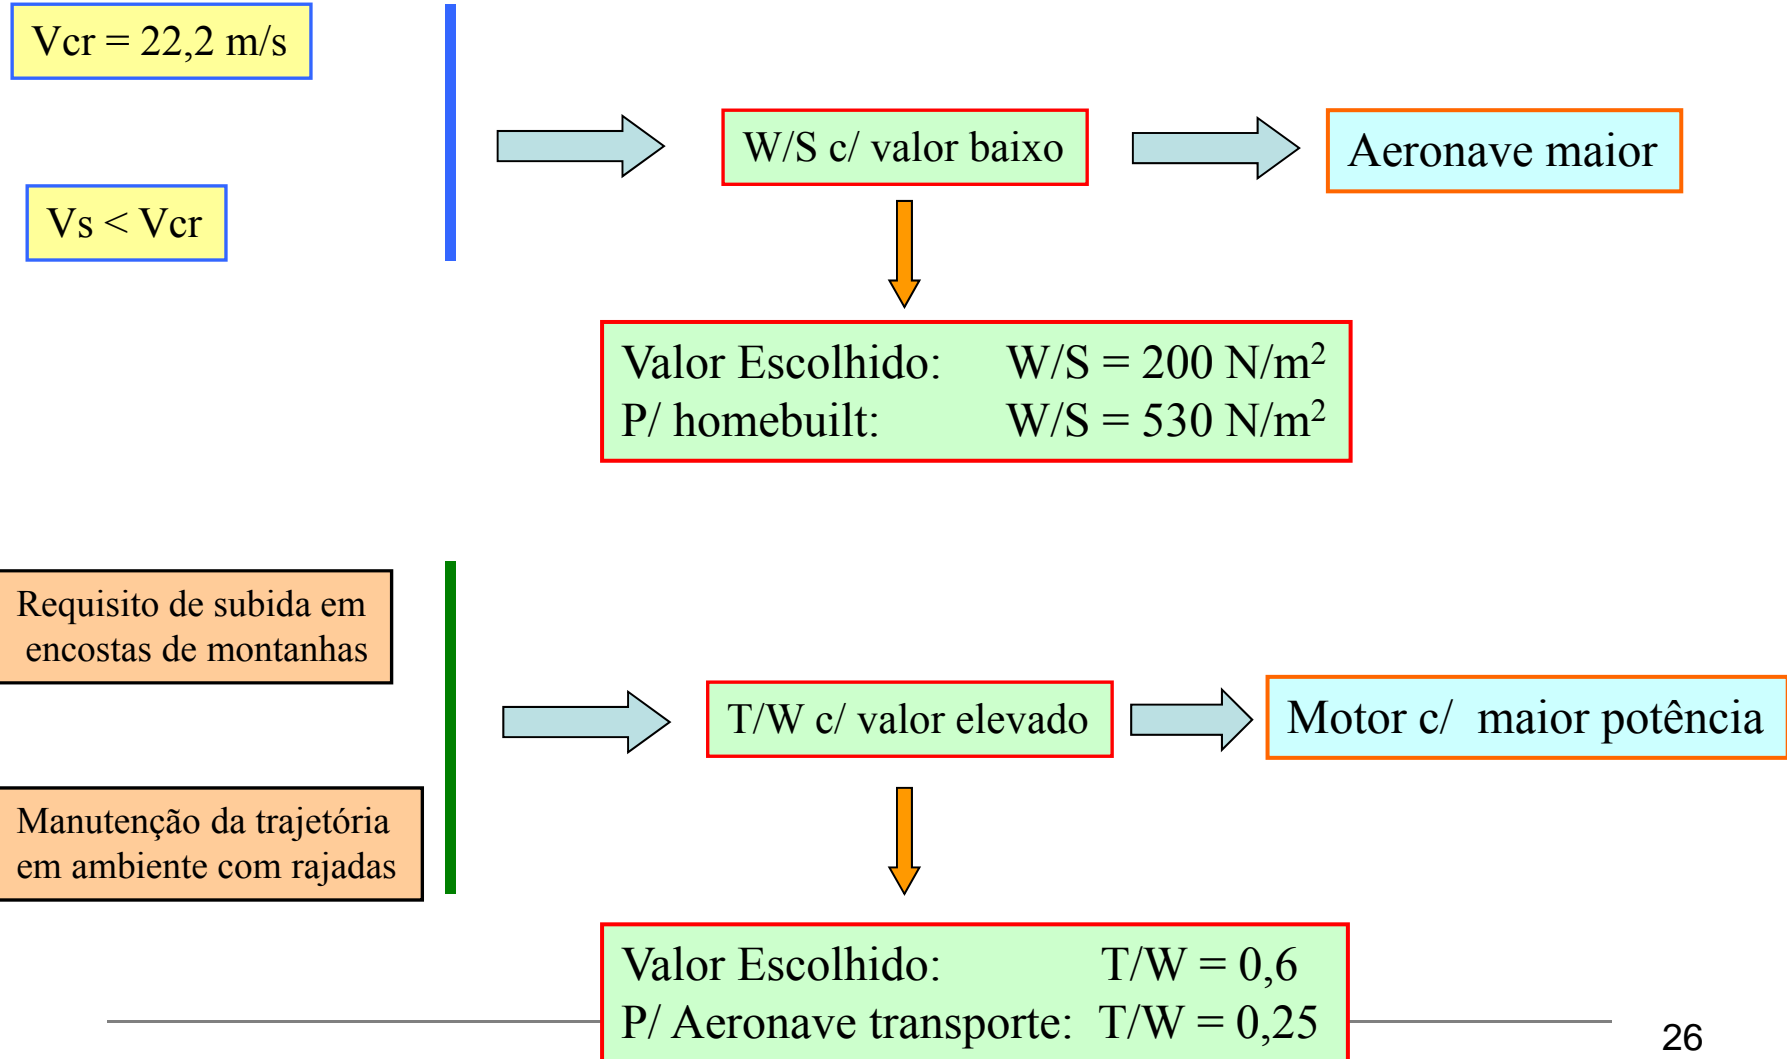 Vcr = 22,2 m/s
Vs < Vcr
W/S c/ valor baixo
Aeronave maior
Valor Escolhido: W/S = 200 N/m²
P/ homebuilt: W/S = 530 N/m²
Requisito de subida em
encostas de montanhas
Manutenção da trajetória
em ambiente com rajadas
T/W c/ valor elevado
Motor c/ maior potência
Valor Escolhido: T/W = 0,6
P/ Aeronave transporte: T/W = 0,25
26